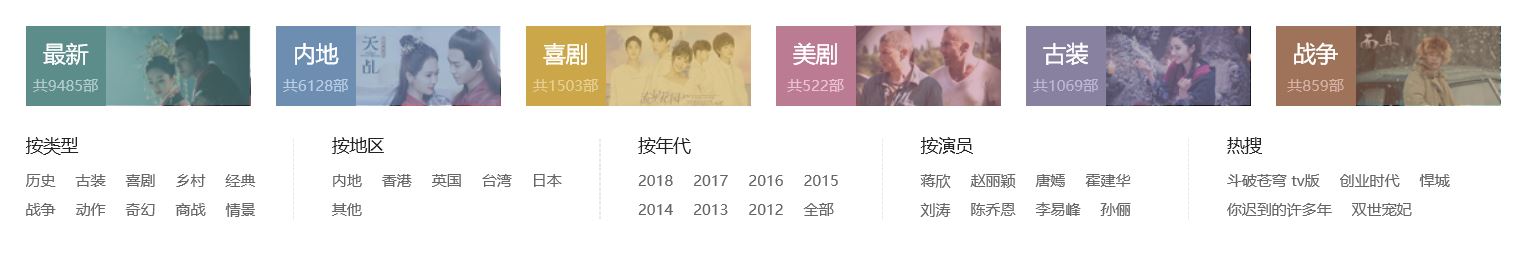 最新
共9485部
内地
共6128部
天乩
喜剧
共1503部
流星花园
美剧
共522部
古装
共1069部
战争
共859部
按类型
历史 古装 喜剧 乡村 经典
战争 动作 奇幻 商战 情景
按地区
内地 香港 英国 台湾 日本
其他
按年代
2018 2017 2016 2015
2014 2013 2012 全部
按演员
蒋欣 赵丽颖 唐嫣 霍建华
刘涛 陈乔恩 李易峰 孙俪
热搜
斗破苍穹 tv版 创业时代 悍城
你迟到的许多年 双世宠妃